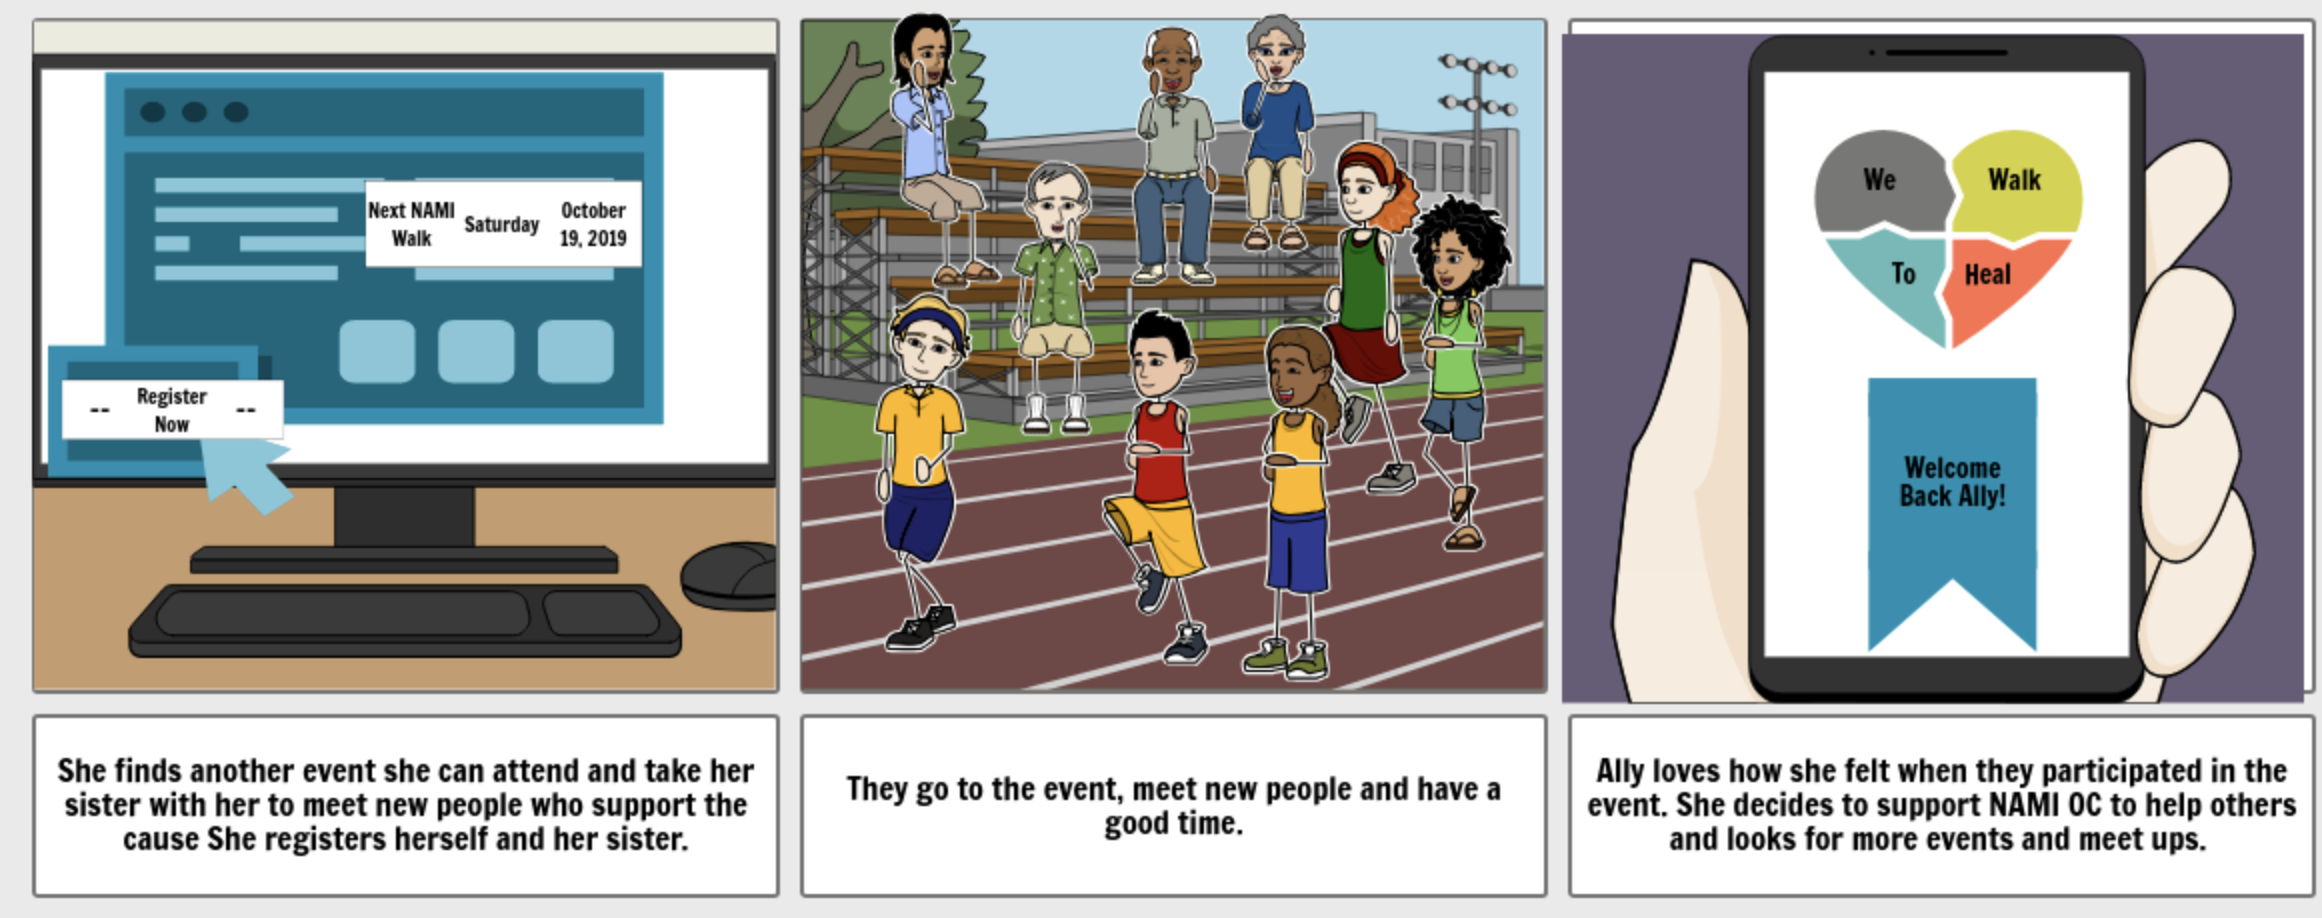 Next NAMI
Walk
Saturday
October
19, 2019
-- Register --
Now
She finds another event she can attend and take her
sister with her to meet new people who support the
cause She registers herself and her sister.
They go to the event, meet new people and have a
good time.
We
Walk
To
Heal
Welcome
Back Ally!
Ally loves how she felt when they participated in the
event. She decides to support NAMI OC to help others
and looks for more events and meet ups.